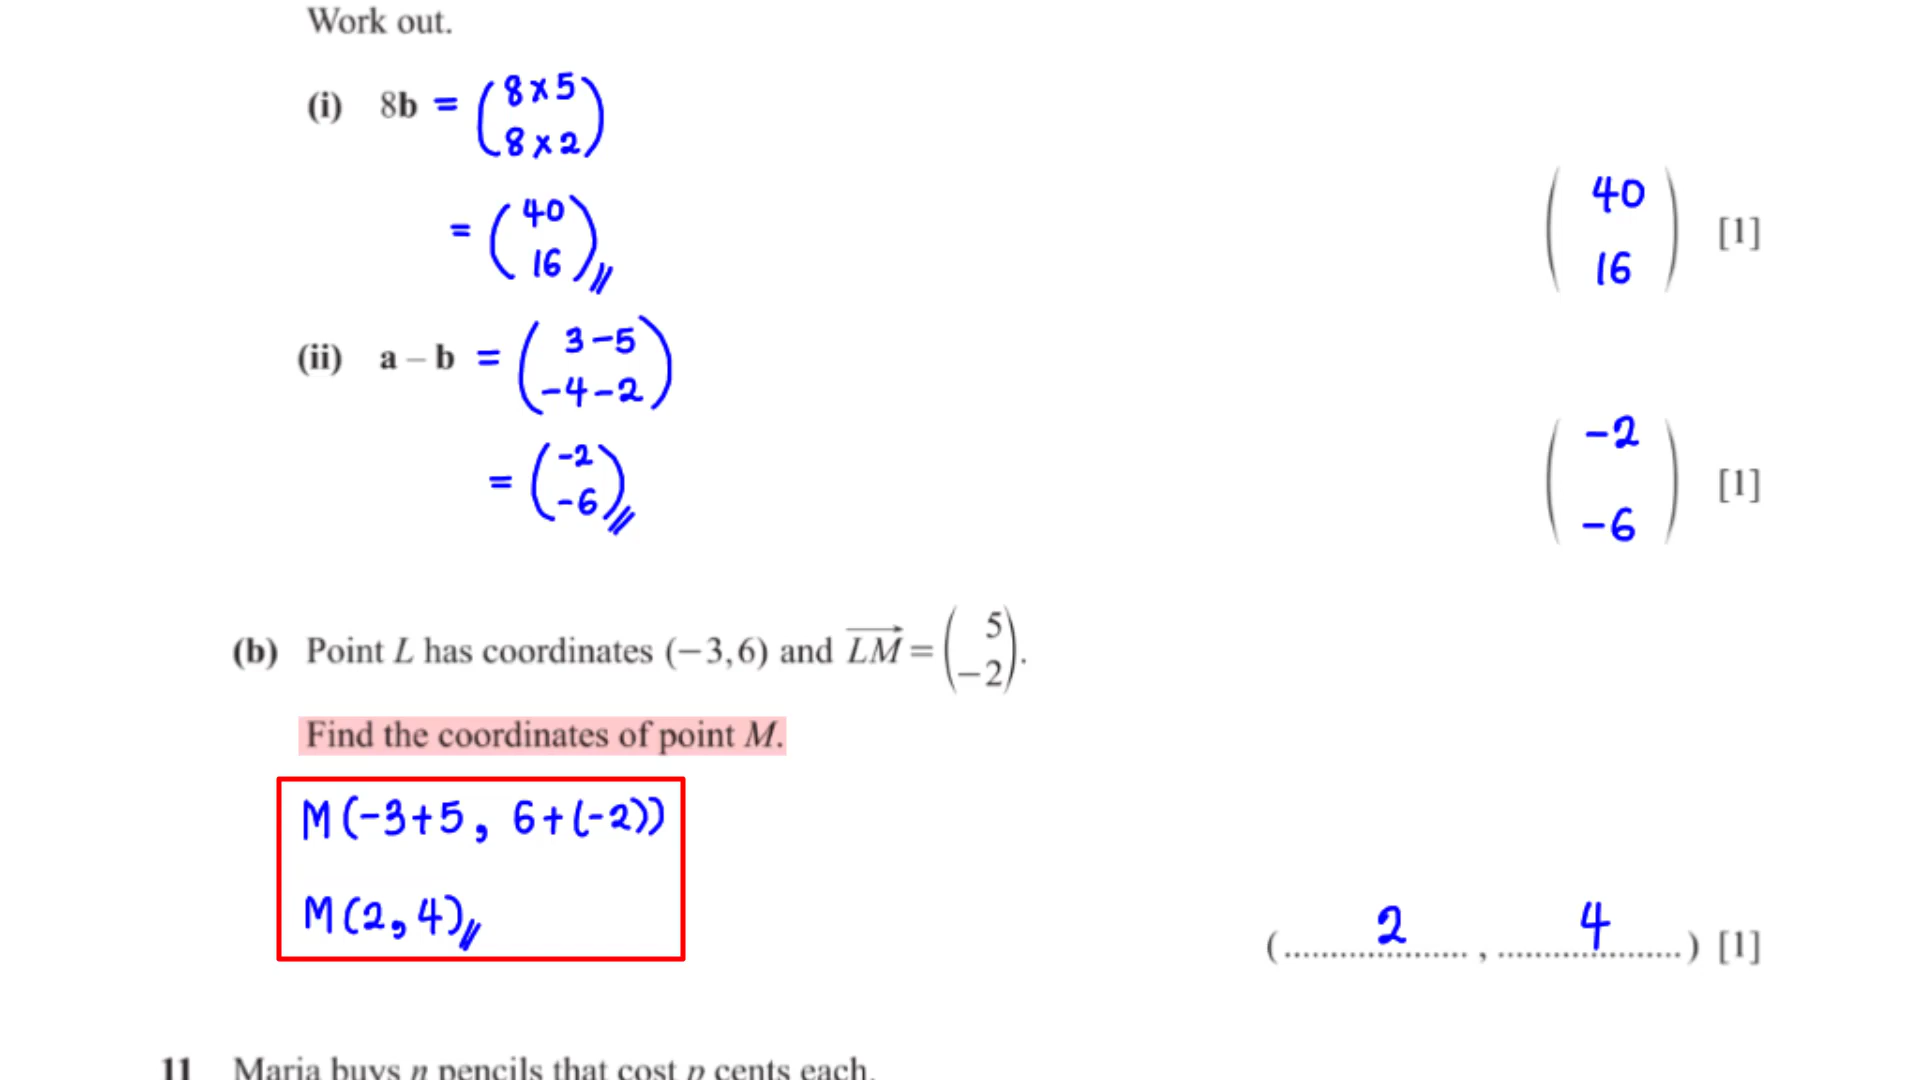 Work out.
(i) 8b = (8×5
8×2)
= (40
16)
(40
16) [1]
(ii) a – b = (3−5
−4−2)
= (−2
−6)
(−2
−6) [1]
(b) Point L has coordinates (−3, 6) and LM = (5
−2).
Find the coordinates of point M.
M(−3+5, 6+(−2))
M(2, 4)
(..........2.........., ..........4..........) [1]
11 Maria buys n pencils that cost p cents each.